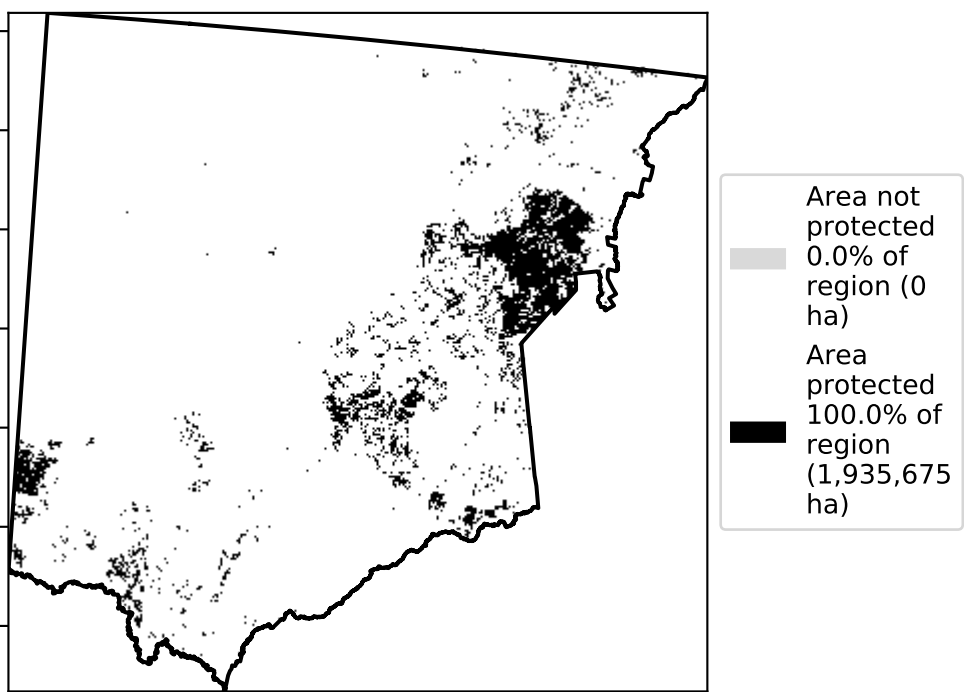 Area not
protected
0.0% of
region (0
ha)
Area
protected
100.0% of
region
(1,935,675
ha)